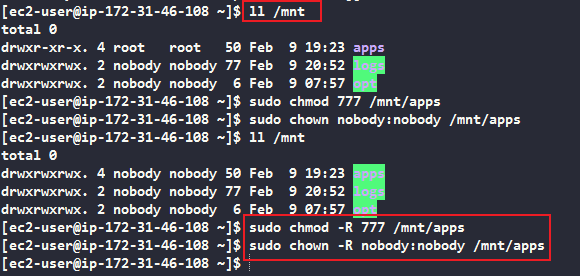 [ec2-user@ip-172-31-46-108 ~]$ ll /mnt
total 0
drwxr-xr-x. 4 root   root   50 Feb  9 19:23 apps
drwxrwxrwx. 2 nobody nobody 77 Feb  9 20:52 logs
drwxrwxrwx. 2 nobody nobody  6 Feb  9 07:57 opt
[ec2-user@ip-172-31-46-108 ~]$ sudo chmod 777 /mnt/apps
[ec2-user@ip-172-31-46-108 ~]$ sudo chown nobody:nobody /mnt/apps
[ec2-user@ip-172-31-46-108 ~]$ ll /mnt
total 0
drwxrwxrwx. 4 nobody nobody 50 Feb  9 19:23 apps
drwxrwxrwx. 2 nobody nobody 77 Feb  9 20:52 logs
drwxrwxrwx. 2 nobody nobody  6 Feb  9 07:57 opt
[ec2-user@ip-172-31-46-108 ~]$ sudo chmod -R 777 /mnt/apps
[ec2-user@ip-172-31-46-108 ~]$ sudo chown -R nobody:nobody /mnt/apps
[ec2-user@ip-172-31-46-108 ~]$